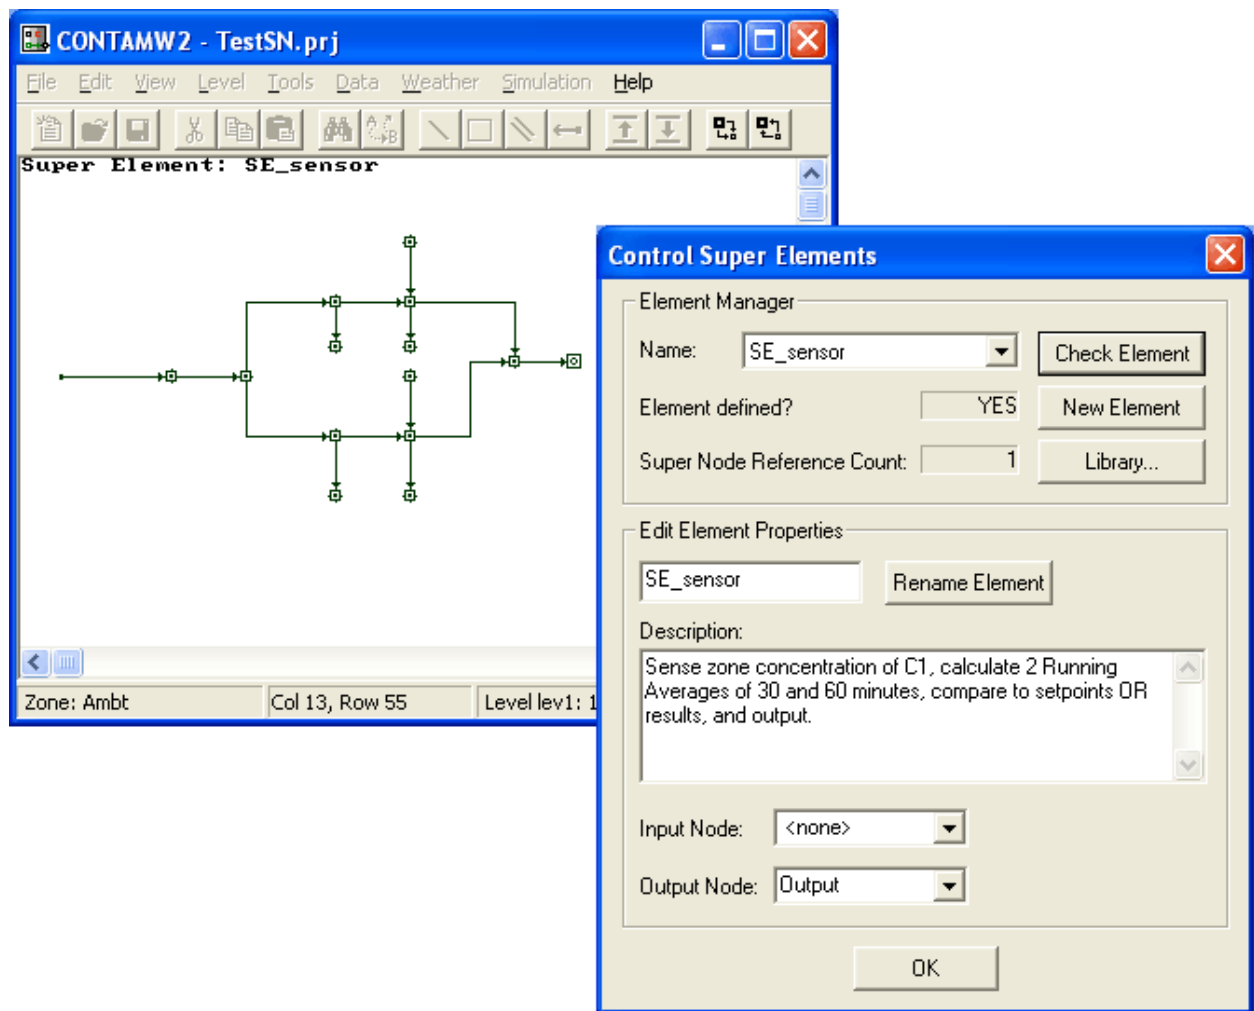 CONTAMW2 - TestSN.prj
File Edit View Level Tools Data Weather Simulation Help
Super Element: SE_sensor
Zone: Ambt
Col 13, Row 55
Level lev1: 1
Control Super Elements
Element Manager
Name: SE_sensor Check Element
Element defined? YES New Element
Super Node Reference Count: 1 Library...
Edit Element Properties
SE_sensor Rename Element
Description:
Sense zone concentration of C1, calculate 2 Running
Averages of 30 and 60 minutes, compare to setpoints OR
results, and output.
Input Node: <none>
Output Node: Output
OK